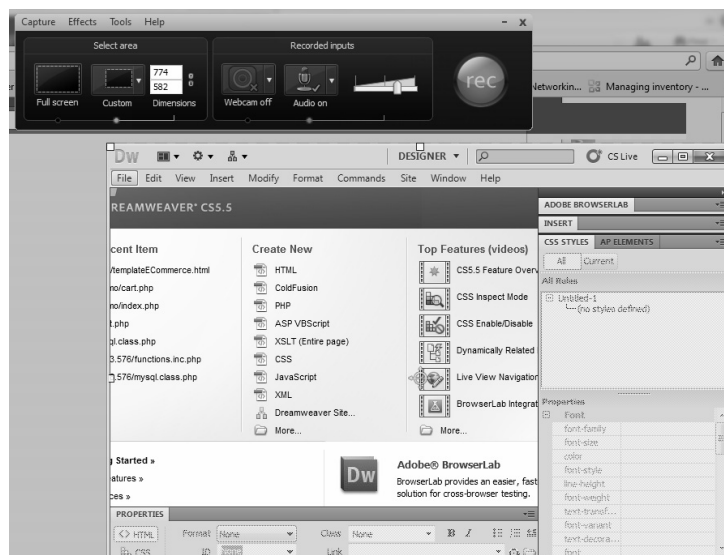 Capture Effects Tools Help
Select area
Recorded inputs
774
582
Full screen
Custom
Dimensions
Webcam off
Audio on
rec
Networkin...
Managing inventory - ...
Dw
DESIGNER
CS Live
File Edit View Insert Modify Format Commands Site Window Help
REAMWEAVER® CS5.5
ADOBE BROWSERLAB
INSERT
CSS STYLES AP ELEMENTS
All Current
All Rules
Untitled-1
(no styles defined)
cent Item
/templateECommerce.html
mo/cart.php
mo/index.php
t.php
ql.class.php
3.576/functions.inc.php
.576/mysql.class.php
Create New
HTML
ColdFusion
PHP
ASP VBScript
XSLT (Entire page)
CSS
JavaScript
XML
Dreamweaver Site...
More...
Top Features (videos)
CS5.5 Feature Overv
CSS Inspect Mode
CSS Enable/Disable
Dynamically Related
Live View Navigation
BrowserLab Integrat
More...
Properties
Font
font-family
font-size
color
font-style
line-height
font-weight
text-transf...
font-variant
text-decora...
font
g Started »
atures »
ces »
Dw
Adobe® BrowserLab
BrowserLab provides an easier, fast
solution for cross-browser testing.
PROPERTIES
<> HTML Format None Class None B I
CSS ID None Link